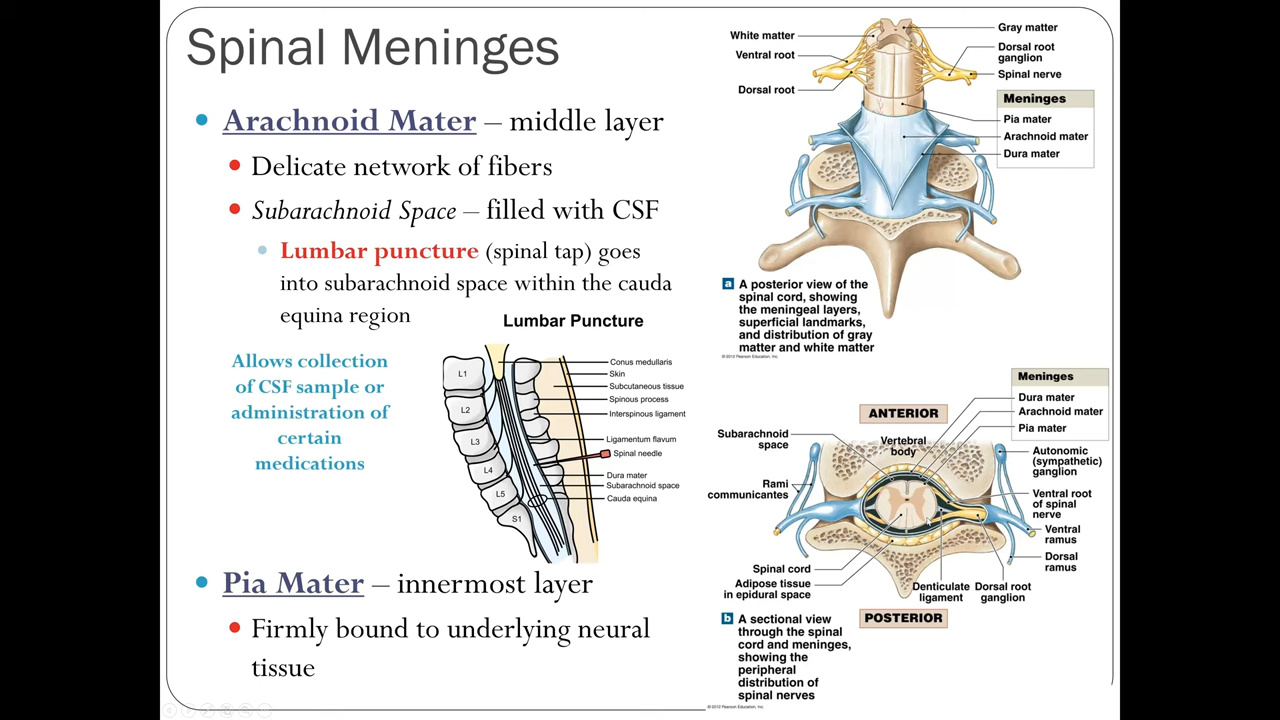 Spinal Meninges
• Arachnoid Mater – middle layer
• Delicate network of fibers
• Subarachnoid Space – filled with CSF
• Lumbar puncture (spinal tap) goes
into subarachnoid space within the cauda
equina region
Allows collection
of CSF sample or
administration of
certain
medications
Lumbar Puncture
L1
L2
L3
L4
L5
S1
Conus medullaris
Skin
Subcutaneous tissue
Spinous process
Interspinous ligament
Ligamentum flavum
Spinal needle
Dura mater
Subarachnoid space
Cauda equina
• Pia Mater – innermost layer
• Firmly bound to underlying neural
tissue
White matter
Ventral root
Dorsal root
Gray matter
Dorsal root
ganglion
Spinal nerve
Meninges
Pia mater
Arachnoid mater
Dura mater
a A posterior view of the
spinal cord, showing
the meningeal layers,
superficial landmarks,
and distribution of gray
matter and white matter
© 2012 Pearson Education, Inc.
Meninges
Dura mater
Arachnoid mater
Pia mater
ANTERIOR
Subarachnoid
space
Vertebral
body
Autonomic
(sympathetic)
ganglion
Rami
communicantes
Ventral root
of spinal
nerve
Ventral
ramus
Dorsal
ramus
Spinal cord
Adipose tissue
in epidural space
Denticulate
ligament
Dorsal root
ganglion
POSTERIOR
b A sectional view
through the spinal
cord and meninges,
showing the
peripheral
distribution of
spinal nerves
© 2012 Pearson Education, Inc.